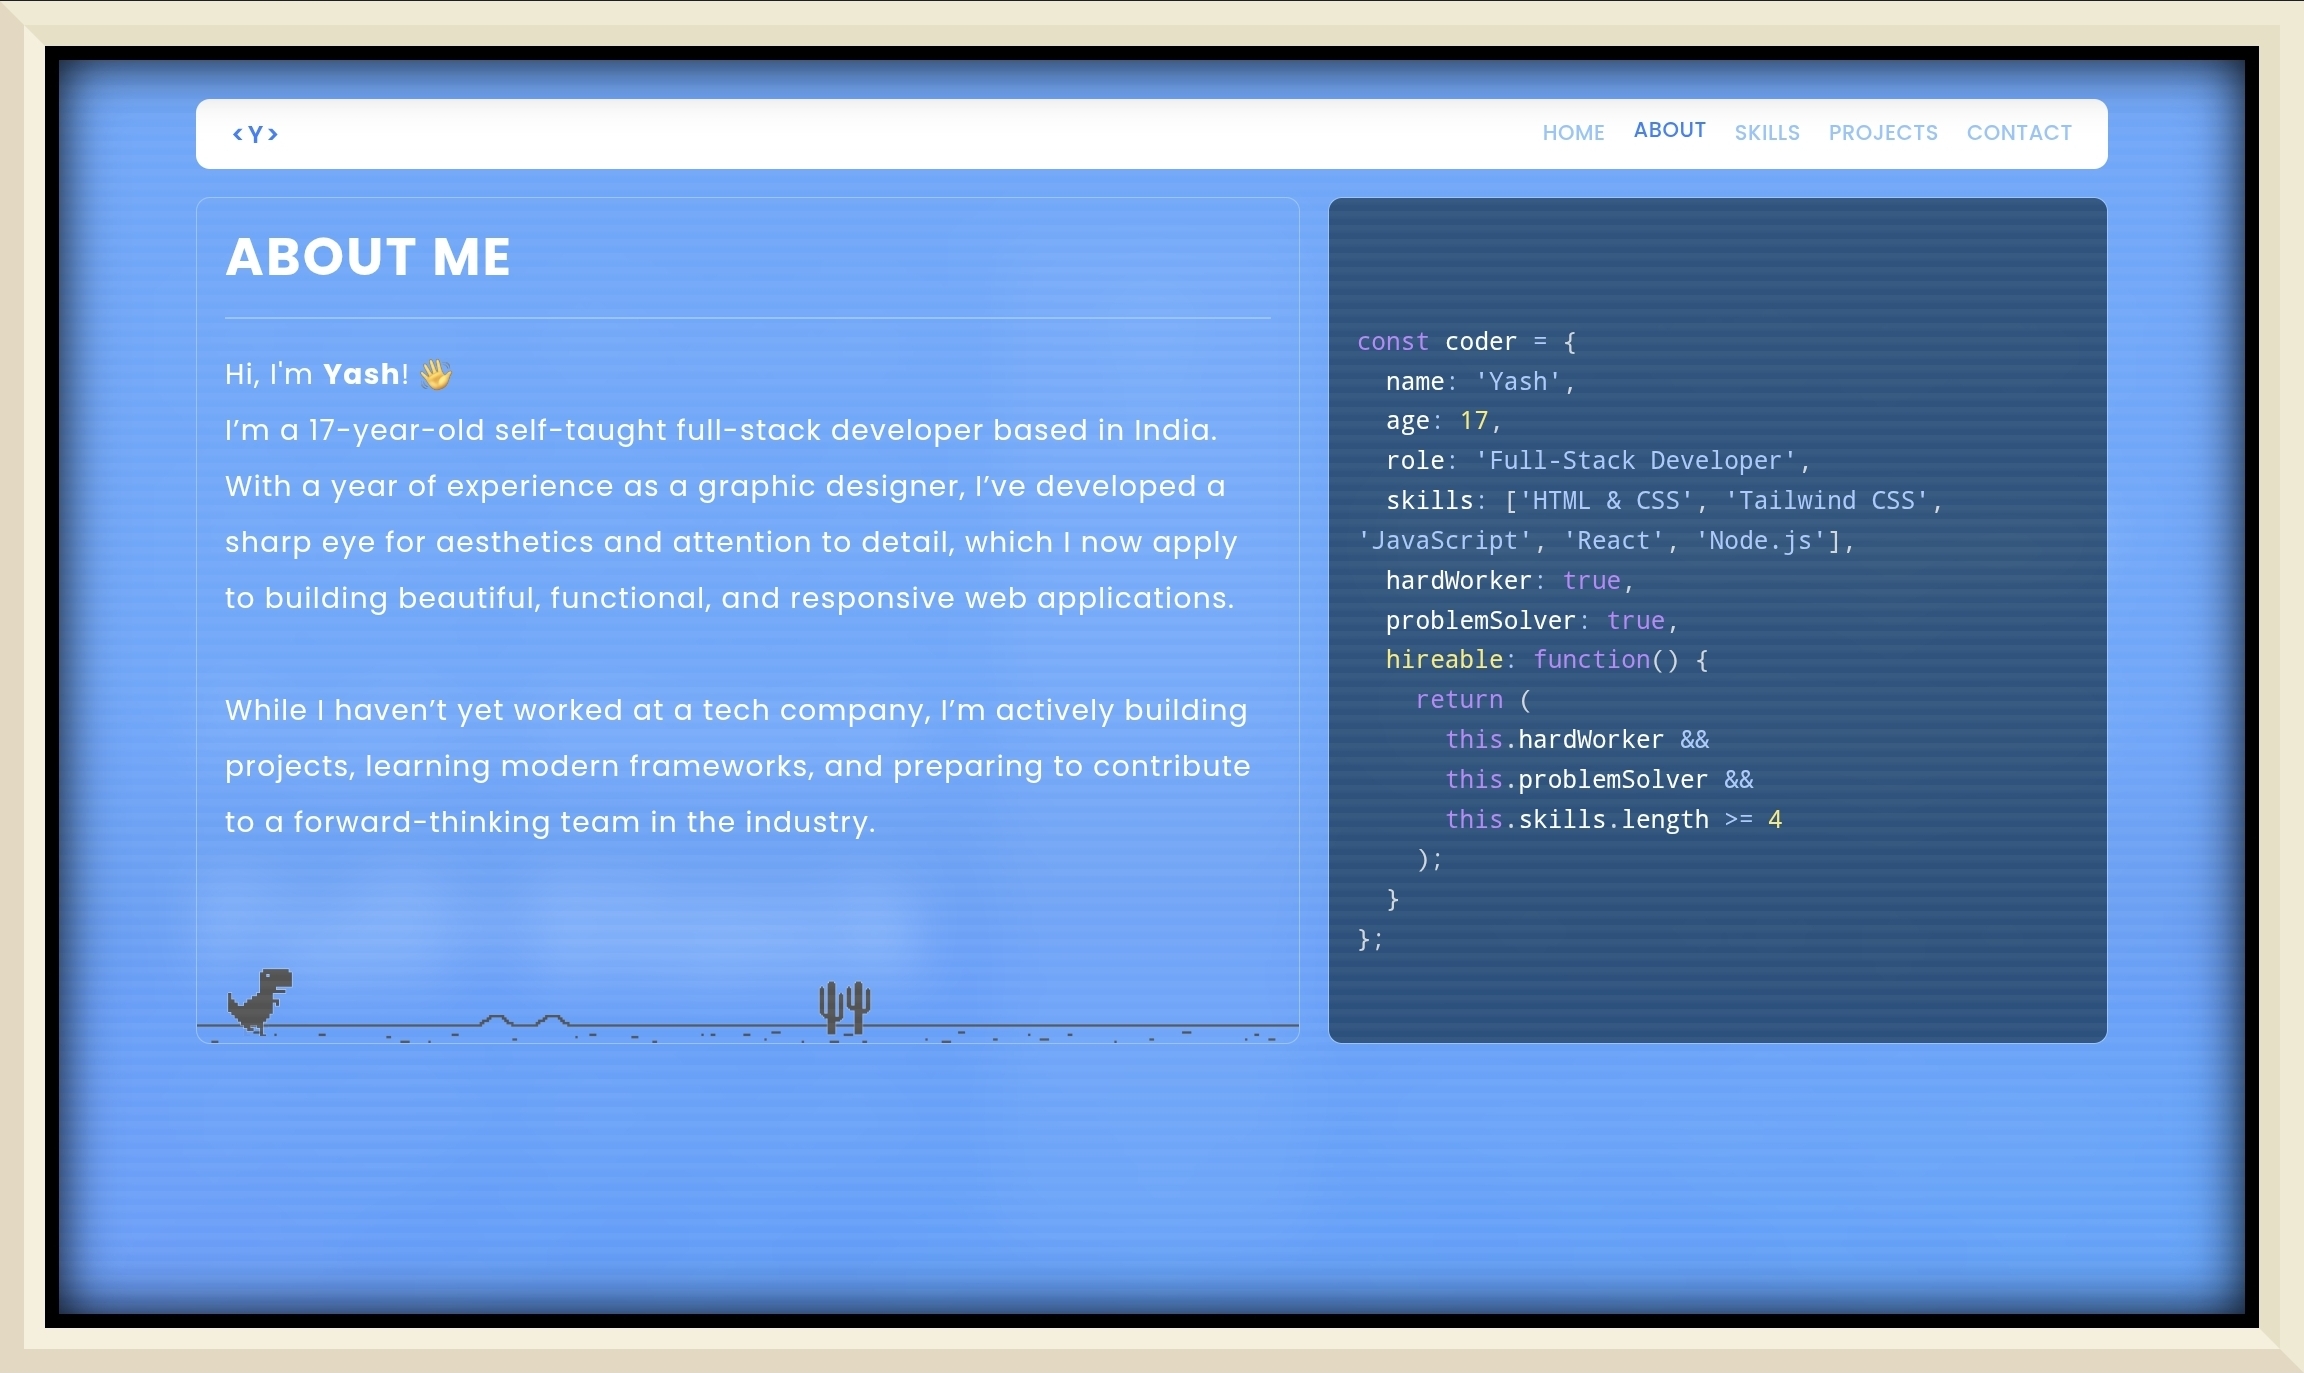 <Y>
HOME ABOUT SKILLS PROJECTS CONTACT
ABOUT ME
Hi, I'm Yash! 👋
I’m a 17-year-old self-taught full-stack developer based in India.
With a year of experience as a graphic designer, I’ve developed a
sharp eye for aesthetics and attention to detail, which I now apply
to building beautiful, functional, and responsive web applications.
While I haven’t yet worked at a tech company, I’m actively building
projects, learning modern frameworks, and preparing to contribute
to a forward-thinking team in the industry.
const coder = {
  name: 'Yash',
  age: 17,
  role: 'Full-Stack Developer',
  skills: ['HTML & CSS', 'Tailwind CSS',
'JavaScript', 'React', 'Node.js'],
  hardWorker: true,
  problemSolver: true,
  hireable: function() {
    return (
      this.hardWorker &&
      this.problemSolver &&
      this.skills.length >= 4
    );
  }
};